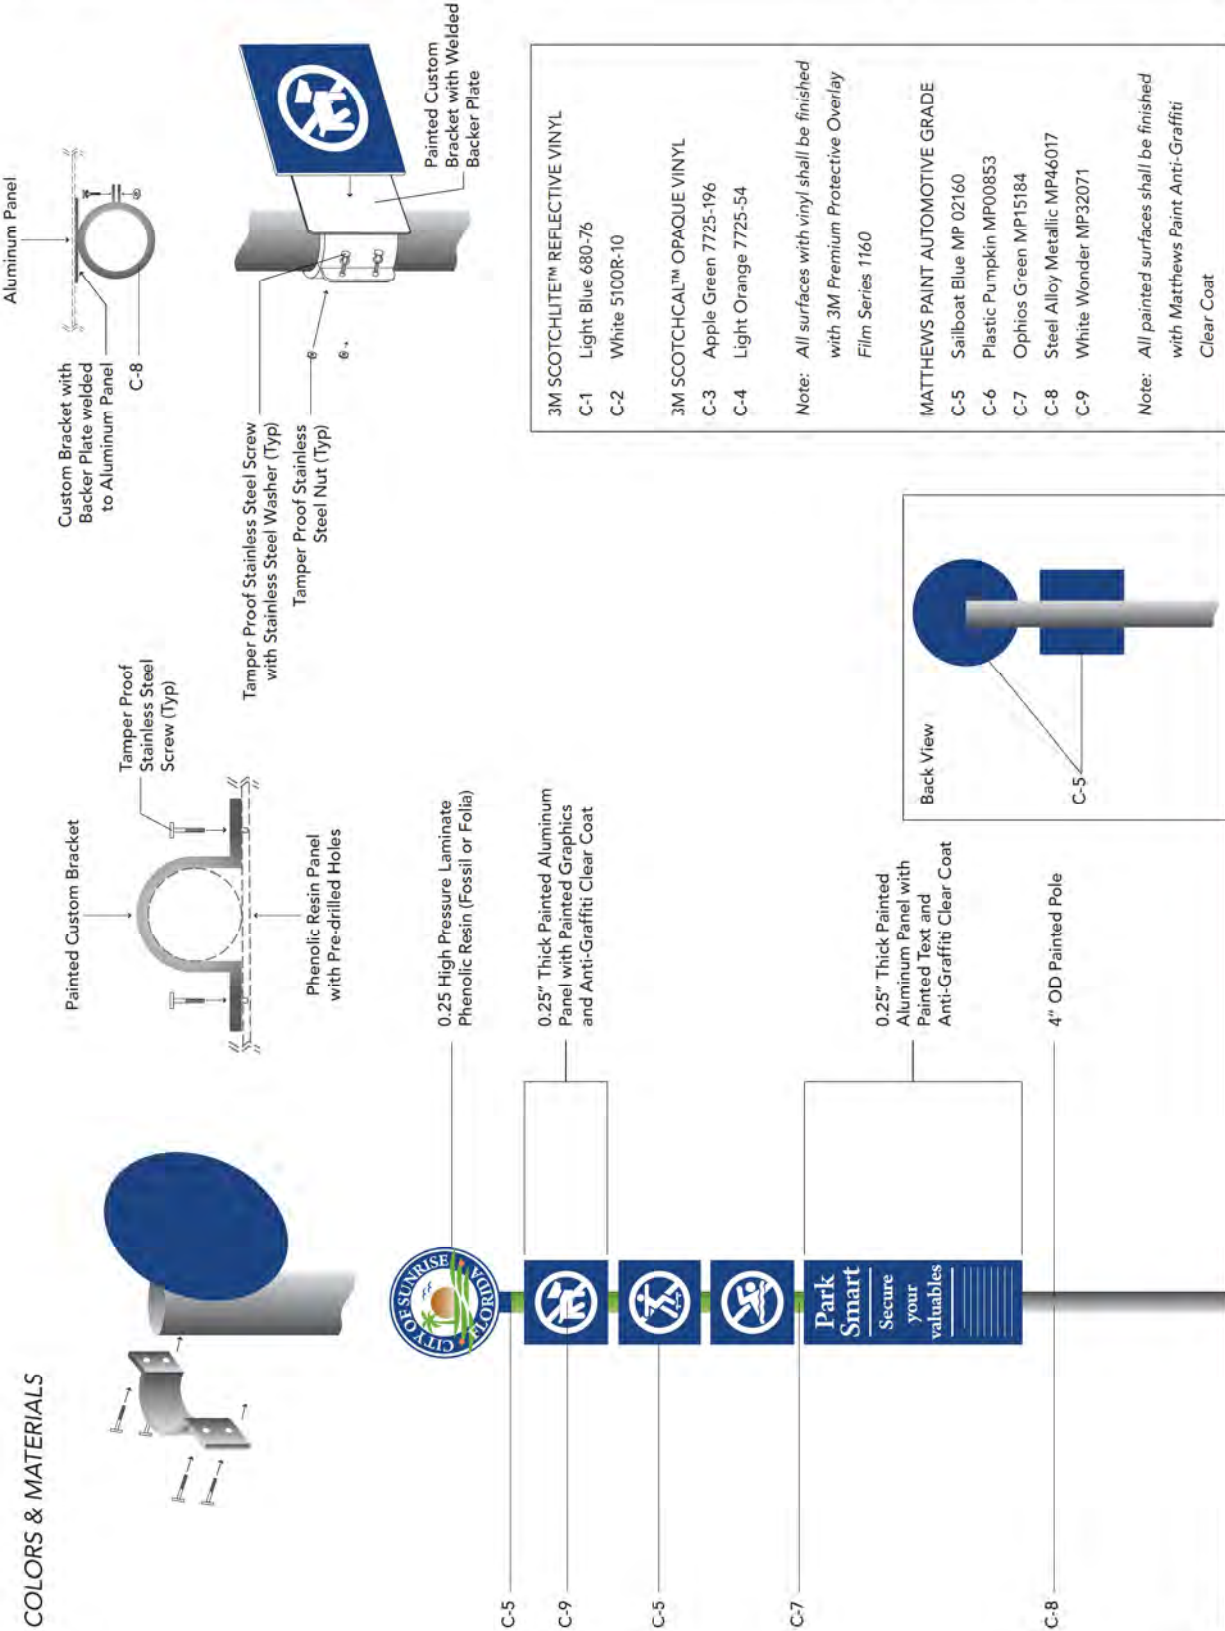 COLORS & MATERIALS
Painted Custom Bracket
Tamper Proof
Stainless Steel
Screw (Typ)
Phenolic Resin Panel
with Pre-drilled Holes
Aluminum Panel
Custom Bracket with
Backer Plate welded
to Aluminum Panel
C-8
Tamper Proof Stainless Steel Screw
with Stainless Steel Washer (Typ)
Tamper Proof Stainless
Steel Nut (Typ)
Painted Custom
Bracket with Welded
Backer Plate
CITY OF SUNRISE
FLORIDA
Park
Smart
Secure
your
valuables
C-5
C-9
C-5
C-7
C-8
0.25 High Pressure Laminate
Phenolic Resin (Fossil or Folia)
0.25" Thick Painted Aluminum
Panel with Painted Graphics
and Anti-Graffiti Clear Coat
0.25" Thick Painted
Aluminum Panel with
Painted Text and
Anti-Graffiti Clear Coat
4" OD Painted Pole
Back View
C-5
3M SCOTCHLITE™ REFLECTIVE VINYL
C-1 Light Blue 680-76
C-2 White 5100R-10
3M SCOTCHCAL™ OPAQUE VINYL
C-3 Apple Green 7725-196
C-4 Light Orange 7725-54
Note: All surfaces with vinyl shall be finished
with 3M Premium Protective Overlay
Film Series 1160
MATTHEWS PAINT AUTOMOTIVE GRADE
C-5 Sailboat Blue MP 02160
C-6 Plastic Pumpkin MP00853
C-7 Ophios Green MP15184
C-8 Steel Alloy Metallic MP46017
C-9 White Wonder MP32071
Note: All painted surfaces shall be finished
with Matthews Paint Anti-Graffiti
Clear Coat